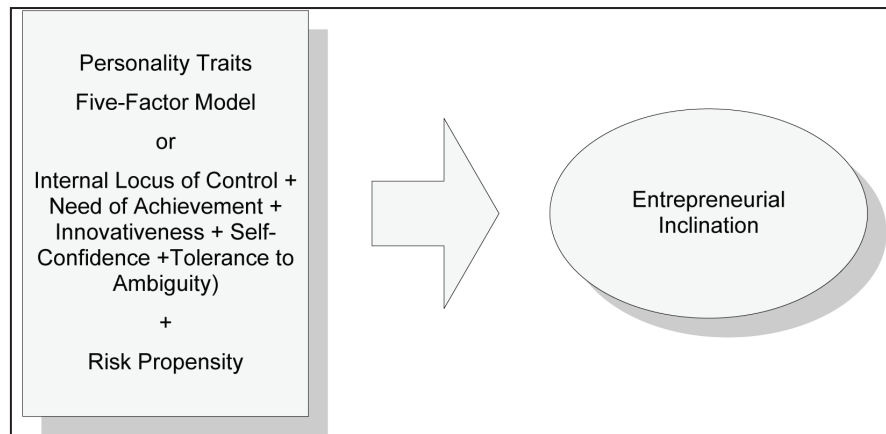 Personality Traits
Five-Factor Model
or
Internal Locus of Control +
Need of Achievement +
Innovativeness + Self-
Confidence +Tolerance to
Ambiguity)
+
Risk Propensity
Entrepreneurial
Inclination